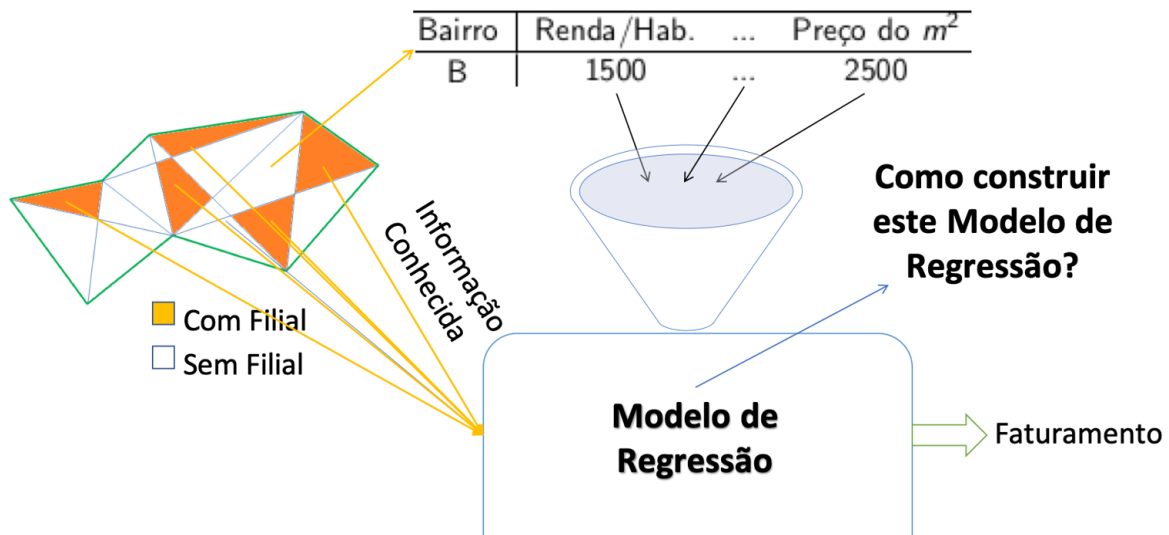 Bairro Renda/Hab. ... Preço do m²
B 1500 ... 2500
Como construir
este Modelo de
Regressão?
Informação
Conhecida
Com Filial
Sem Filial
Modelo de
Regressão
Faturamento